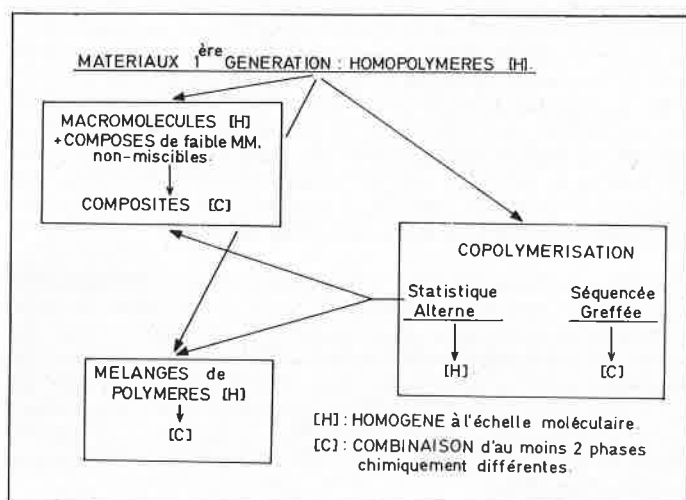 MATERIAUX 1ère GENERATION : HOMOPOLYMERES [H].
MACROMOLECULES [H]
+COMPOSES de faible MM.
non-miscibles.
COMPOSITES [C]
COPOLYMERISATION
Statistique
Alterne
[H]
Séquencée
Greffée
[C]
MELANGES de
POLYMERES [H]
[C]
[H] : HOMOGENE à l'échelle moléculaire.
[C] : COMBINAISON d'au moins 2 phases
chimiquement différentes.